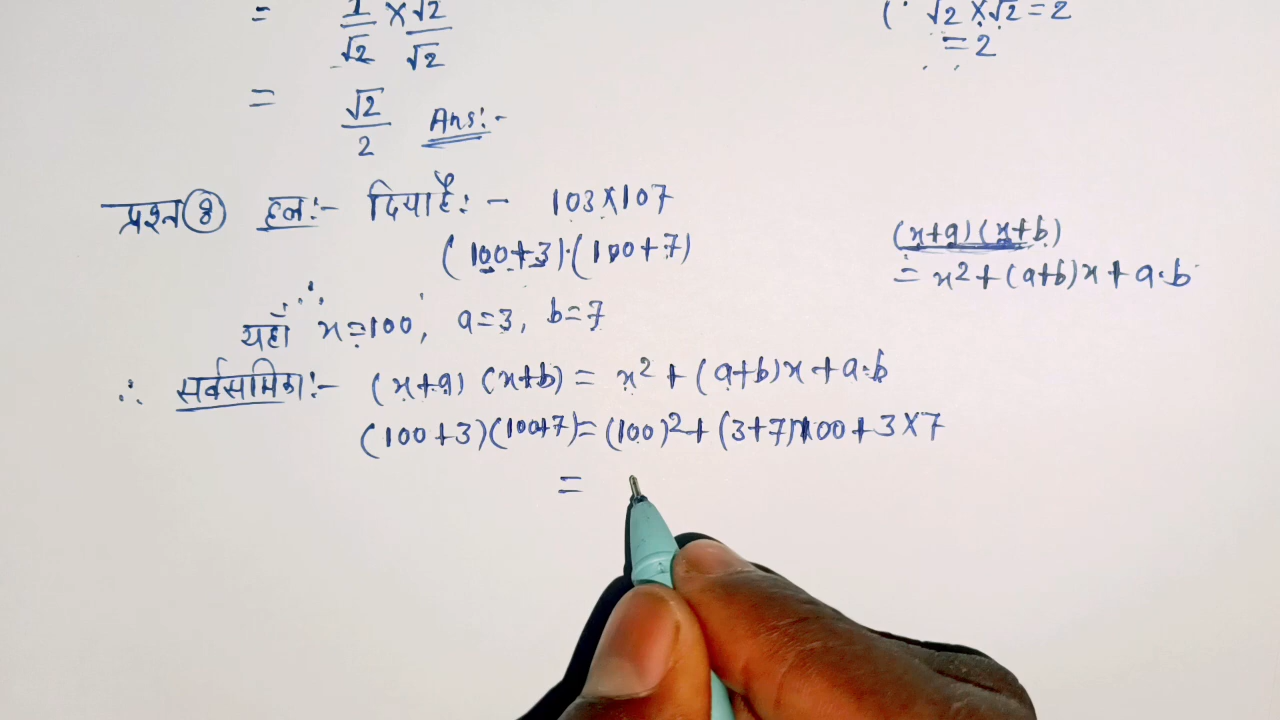 = 1/√2 × √2/√2
( ∵ √2 × √2 = 2
= 2
= √2/2 Ans:-
प्रश्न 8 हल:- दिया है:- 103×107
(100+3)·(100+7)
(x+a)(x+b)
= x²+(a+b)x+a·b
यहाँ x=100, a=3, b=7
∴ सर्वसमिका:- (x+a) (x+b) = x² + (a+b)x + a·b
(100+3)(100+7)= (100)²+ (3+7)×100+3×7
=